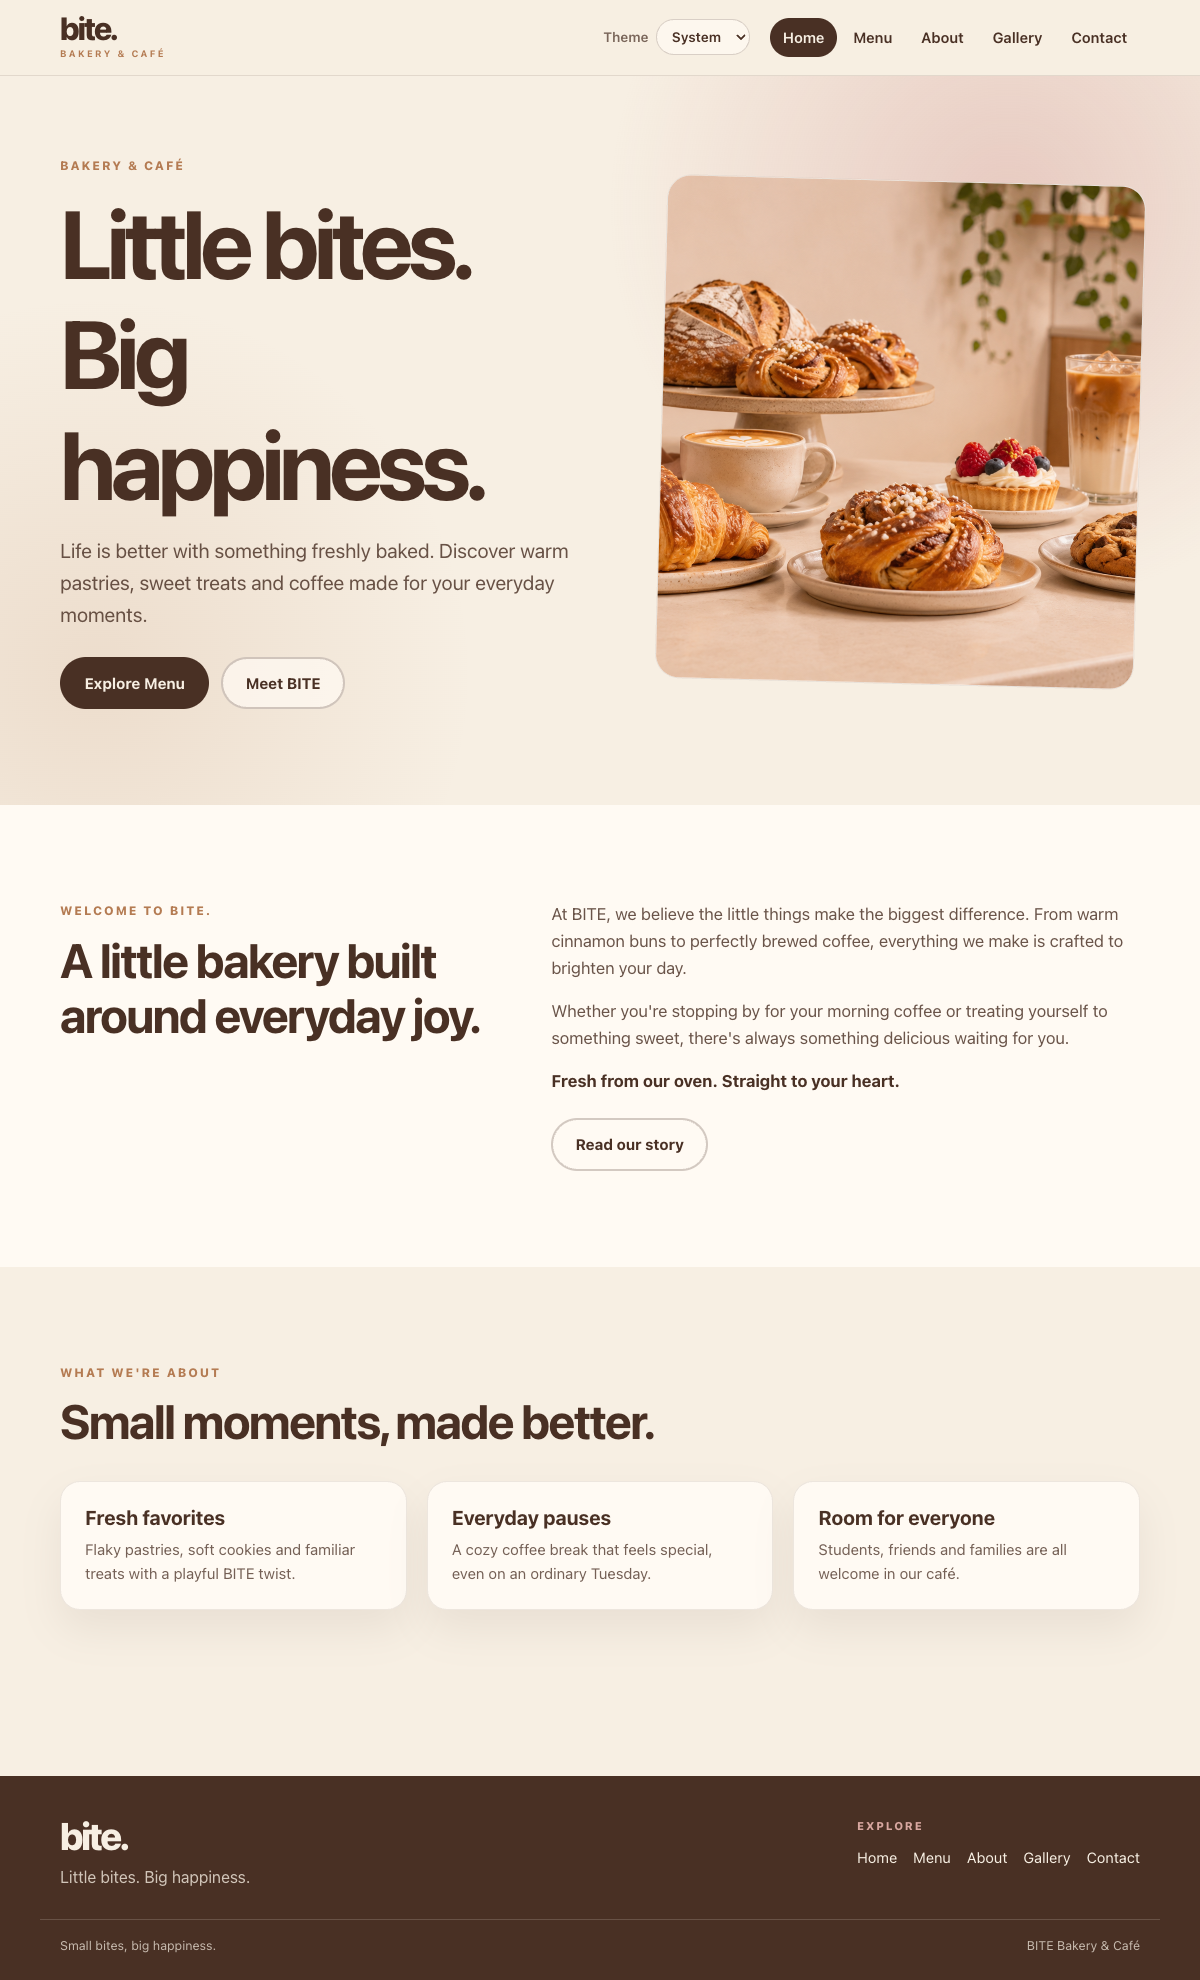 bite.
BAKERY & CAFÉ
Theme System Home Menu About Gallery Contact
BAKERY & CAFÉ
Little bites.
Big
happiness.
Life is better with something freshly baked. Discover warm
pastries, sweet treats and coffee made for your everyday
moments.
Explore Menu Meet BITE
WELCOME TO BITE.
A little bakery built
around everyday joy.
At BITE, we believe the little things make the biggest difference. From warm
cinnamon buns to perfectly brewed coffee, everything we make is crafted to
brighten your day.
Whether you're stopping by for your morning coffee or treating yourself to
something sweet, there's always something delicious waiting for you.
Fresh from our oven. Straight to your heart.
Read our story
WHAT WE'RE ABOUT
Small moments, made better.
Fresh favorites
Flaky pastries, soft cookies and familiar
treats with a playful BITE twist.
Everyday pauses
A cozy coffee break that feels special,
even on an ordinary Tuesday.
Room for everyone
Students, friends and families are all
welcome in our café.
bite.
Little bites. Big happiness.
EXPLORE
Home Menu About Gallery Contact
Small bites, big happiness.
BITE Bakery & Café